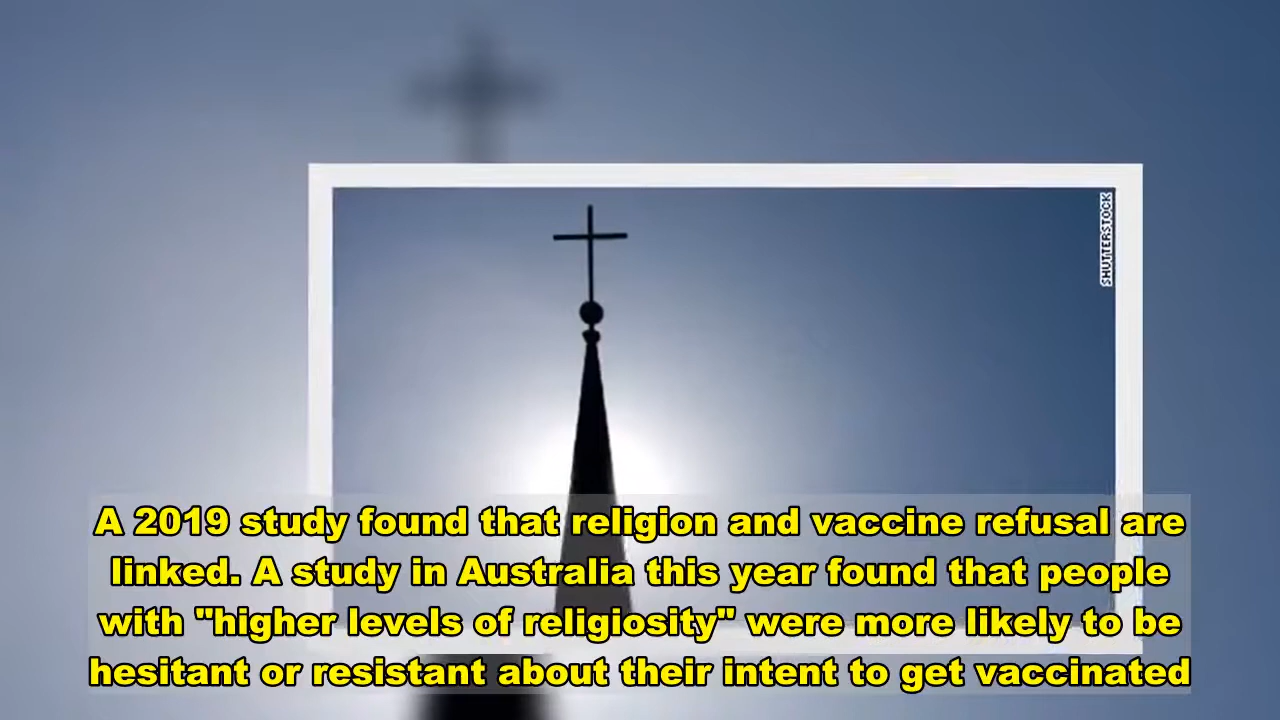 SHUTTERSTOCK
A 2019 study found that religion and vaccine refusal are
linked. A study in Australia this year found that people
with "higher levels of religiosity" were more likely to be
hesitant or resistant about their intent to get vaccinated